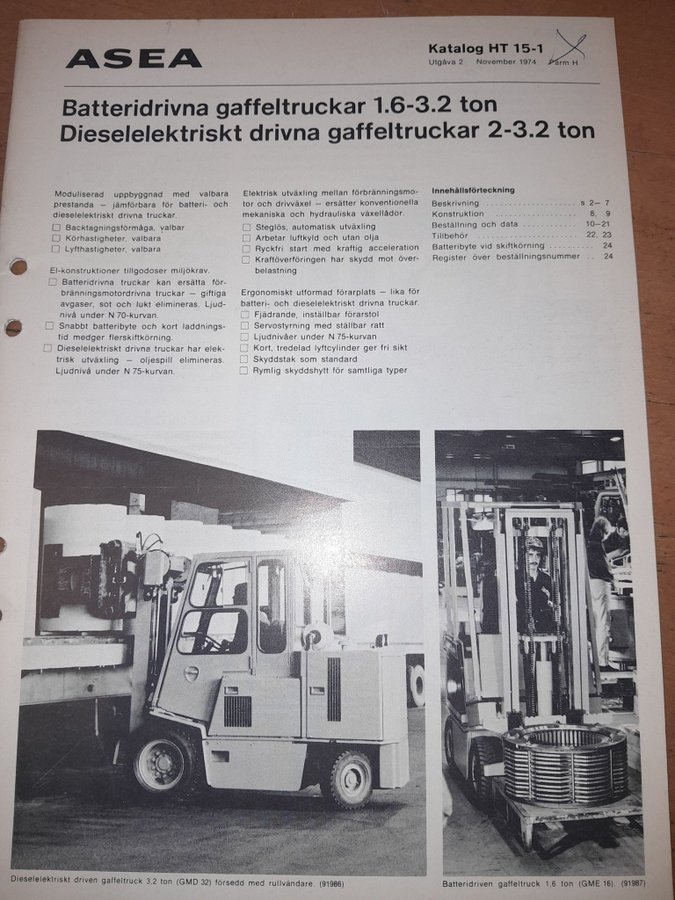 ASEA
Katalog HT 15-1
Utgåva 2 November 1974 Pärm H
Batteridrivna gaffeltruckar 1.6-3.2 ton
Dieselelektriskt drivna gaffeltruckar 2-3.2 ton
Moduliserad uppbyggnad med valbara
prestanda – jämförbara för batteri- och
dieselelektriskt drivna truckar.
☐ Backtagningsförmåga, valbar
☐ Körhastigheter, valbara
☐ Lyfthastigheter, valbara
El-konstruktioner tillgodoser miljökrav.
☐ Batteridrivna truckar kan ersätta för-
bränningsmotordrivna truckar – giftiga
avgaser, sot och lukt elimineras. Ljud-
nivå under N 70-kurvan.
☐ Snabbt batteribyte och kort laddnings-
tid medger flerskiftkörning.
☐ Dieselelektriskt drivna truckar har elek-
trisk utväxling – oljespill elimineras.
Ljudnivå under N 75-kurvan.
Elektrisk utväxling mellan förbränningsmo-
tor och drivväxel – ersätter konventionella
mekaniska och hydrauliska växellådor.
☐ Steglös, automatisk utväxling
☐ Arbetar luftkyld och utan olja
☐ Ryckfri start med kraftig acceleration
☐ Kraftöverföringen har skydd mot över-
belastning
Ergonomiskt utformad förarplats – lika för
batteri- och dieselelektriskt drivna truckar.
☐ Fjädrande, inställbar förarstol
☐ Servostyrning med ställbar ratt
☐ Ljudnivåer under N 75-kurvan
☐ Kort, tredelad lyftcylinder ger fri sikt
☐ Skyddstak som standard
☐ Rymlig skyddshytt för samtliga typer
Innehållsförteckning
Beskrivning . . . . . . . . . . . . . . . . s 2– 7
Konstruktion . . . . . . . . . . . . . . . . 8, 9
Beställning och data . . . . . . . . . . . 10–21
Tillbehör . . . . . . . . . . . . . . . . . . 22, 23
Batteribyte vid skiftkörning . . . . . . . . 24
Register över beställningsnummer . . 24
Dieselelektriskt driven gaffeltruck 3.2 ton (GMD 32) försedd med rullvändare. (91986)
Batteridriven gaffeltruck 1,6 ton (GME 16). (91987)